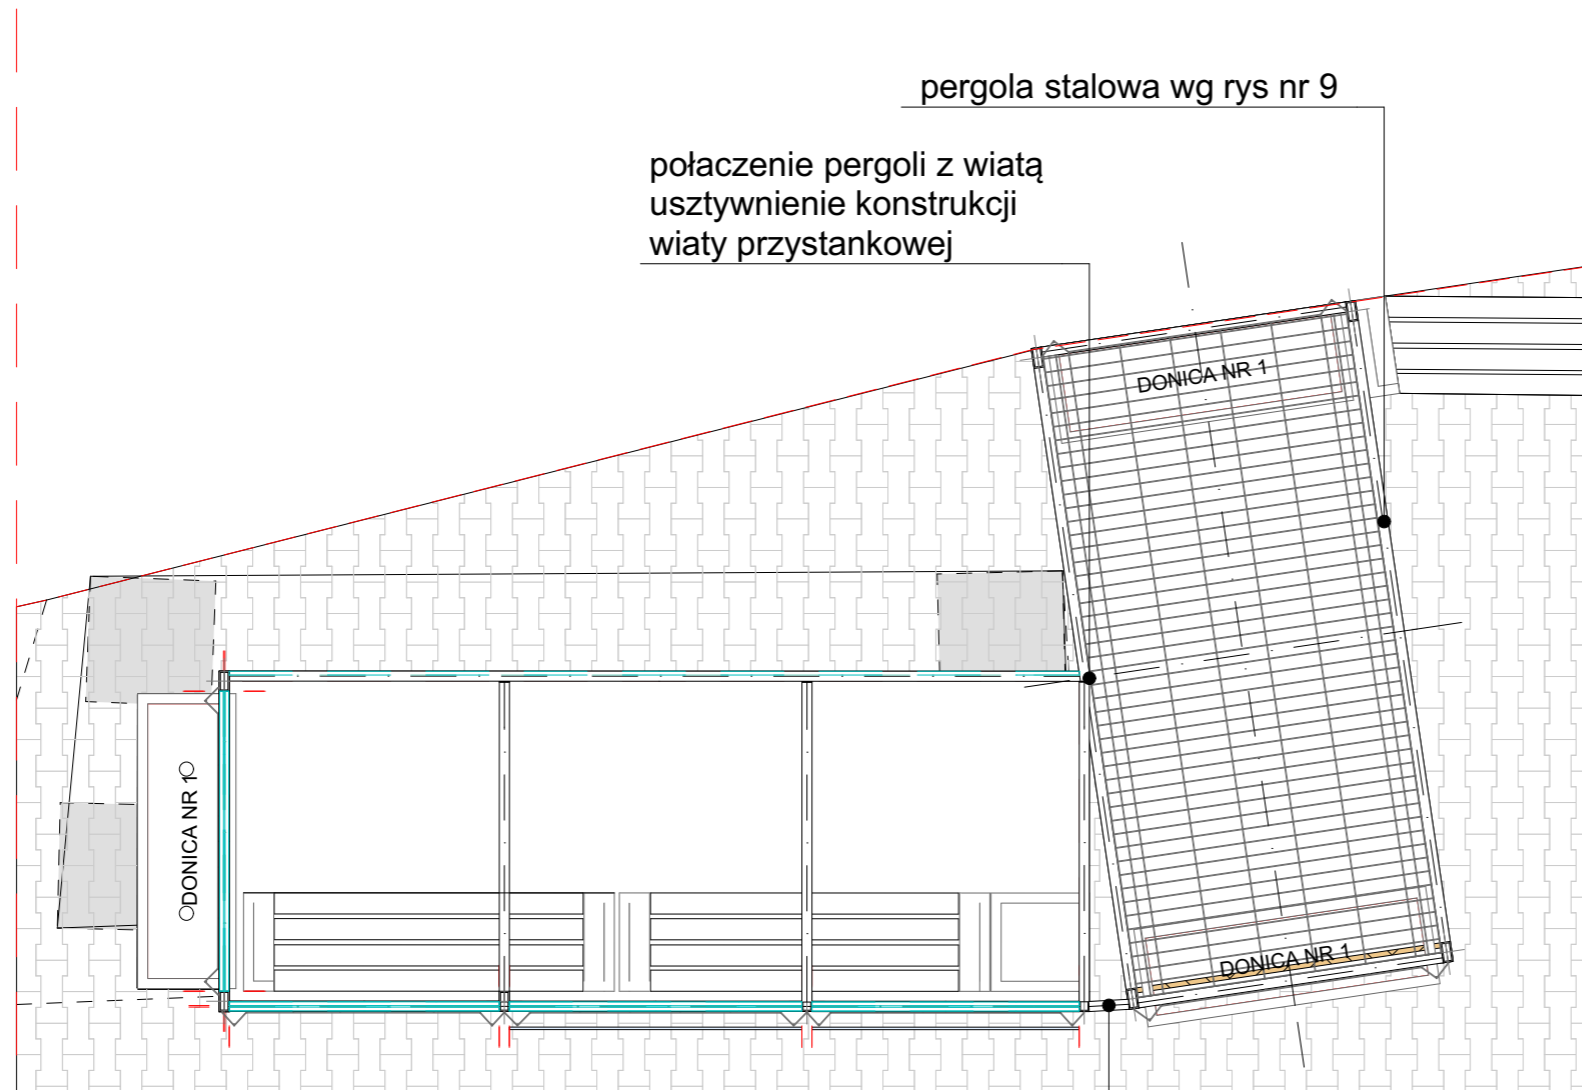 pergola stalowa wg rys nr 9
połaczenie pergoli z wiatą
usztywnienie konstrukcji
wiaty przystankowej
DONICA NR 1
DONICA NR 1
DONICA NR 1